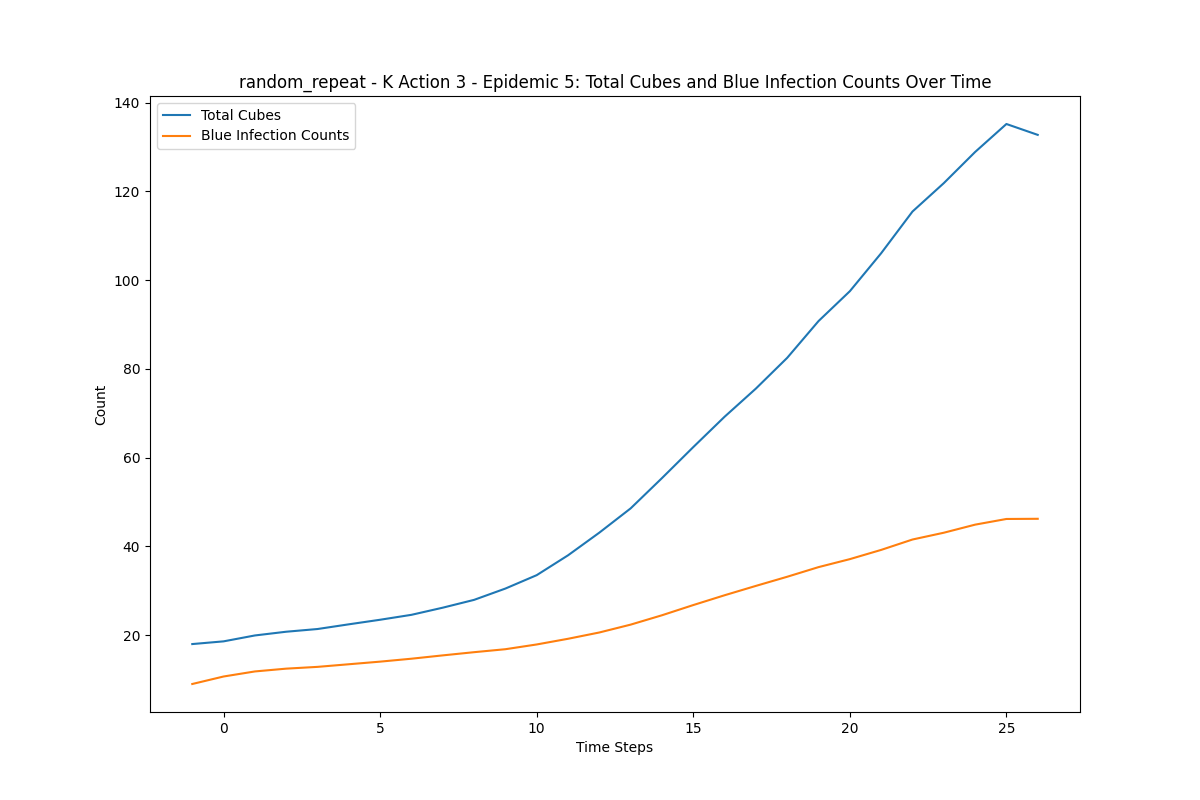 random_repeat - K Action 3 - Epidemic 5: Total Cubes and Blue Infection Counts Over Time
Total Cubes
Blue Infection Counts
140
120
100
80
60
40
20
Count
0 5 10 15 20 25
Time Steps